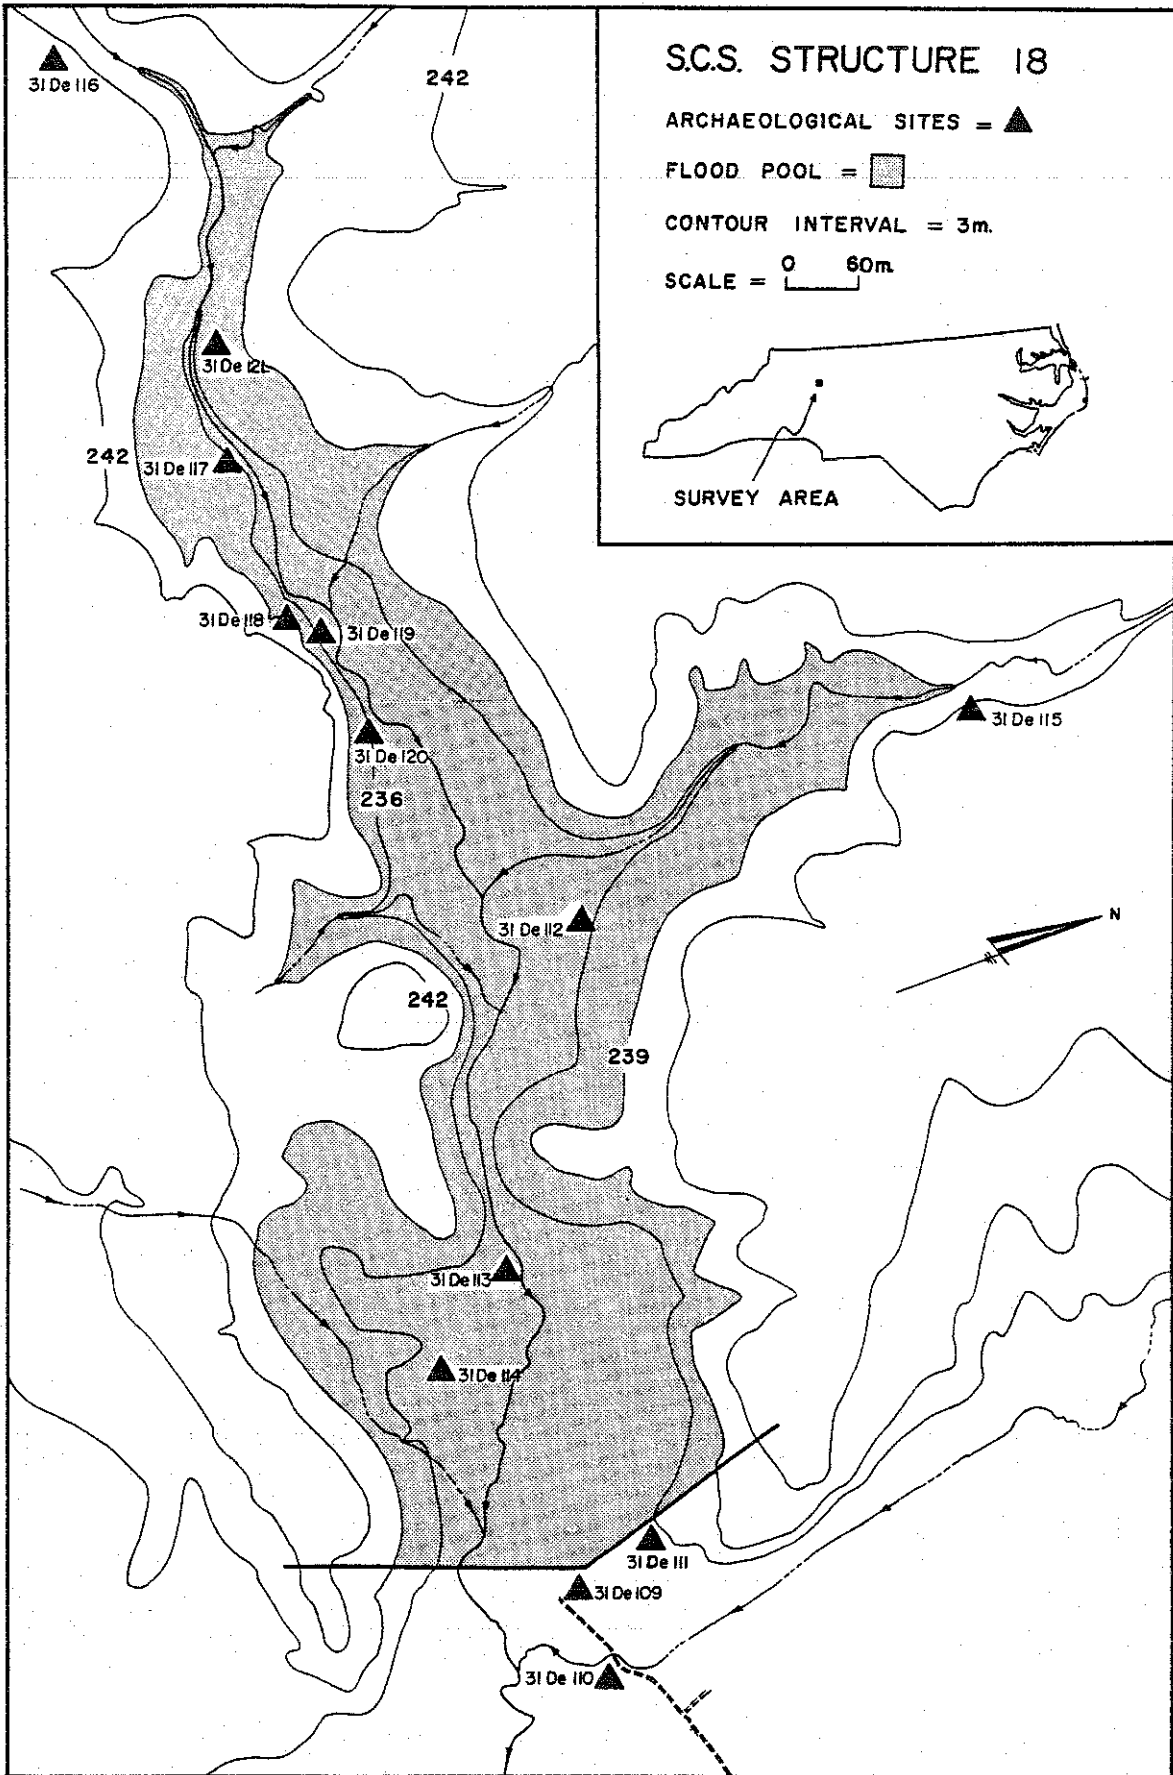 S.C.S. STRUCTURE 18
ARCHAEOLOGICAL SITES =
FLOOD POOL =
CONTOUR INTERVAL = 3m.
SCALE = 0 60m
SURVEY AREA
31 De 116
242
31 De 121
242
31 De 117
31 De 118
31 De 119
31 De 115
31 De 120
236
31 De 112
N
242
239
31 De 113
31 De 114
31 De 111
31 De 109
31 De 110